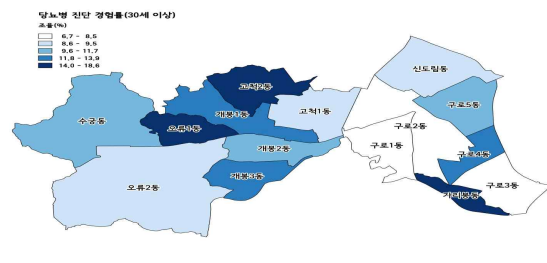 당뇨병 진단 경험률(30세 이상)
조율(%)
6,7 - 8,5
8,6 - 9,5
9,6 - 11,7
11,8 - 13,9
14,0 - 18,6
신도림동
고척2동
구로5동
개봉1동
고척1동
수궁동
오류1동
구로2동
구로1동
개봉2동
구로4동
개봉3동
오류2동
가리봉동
구로3동